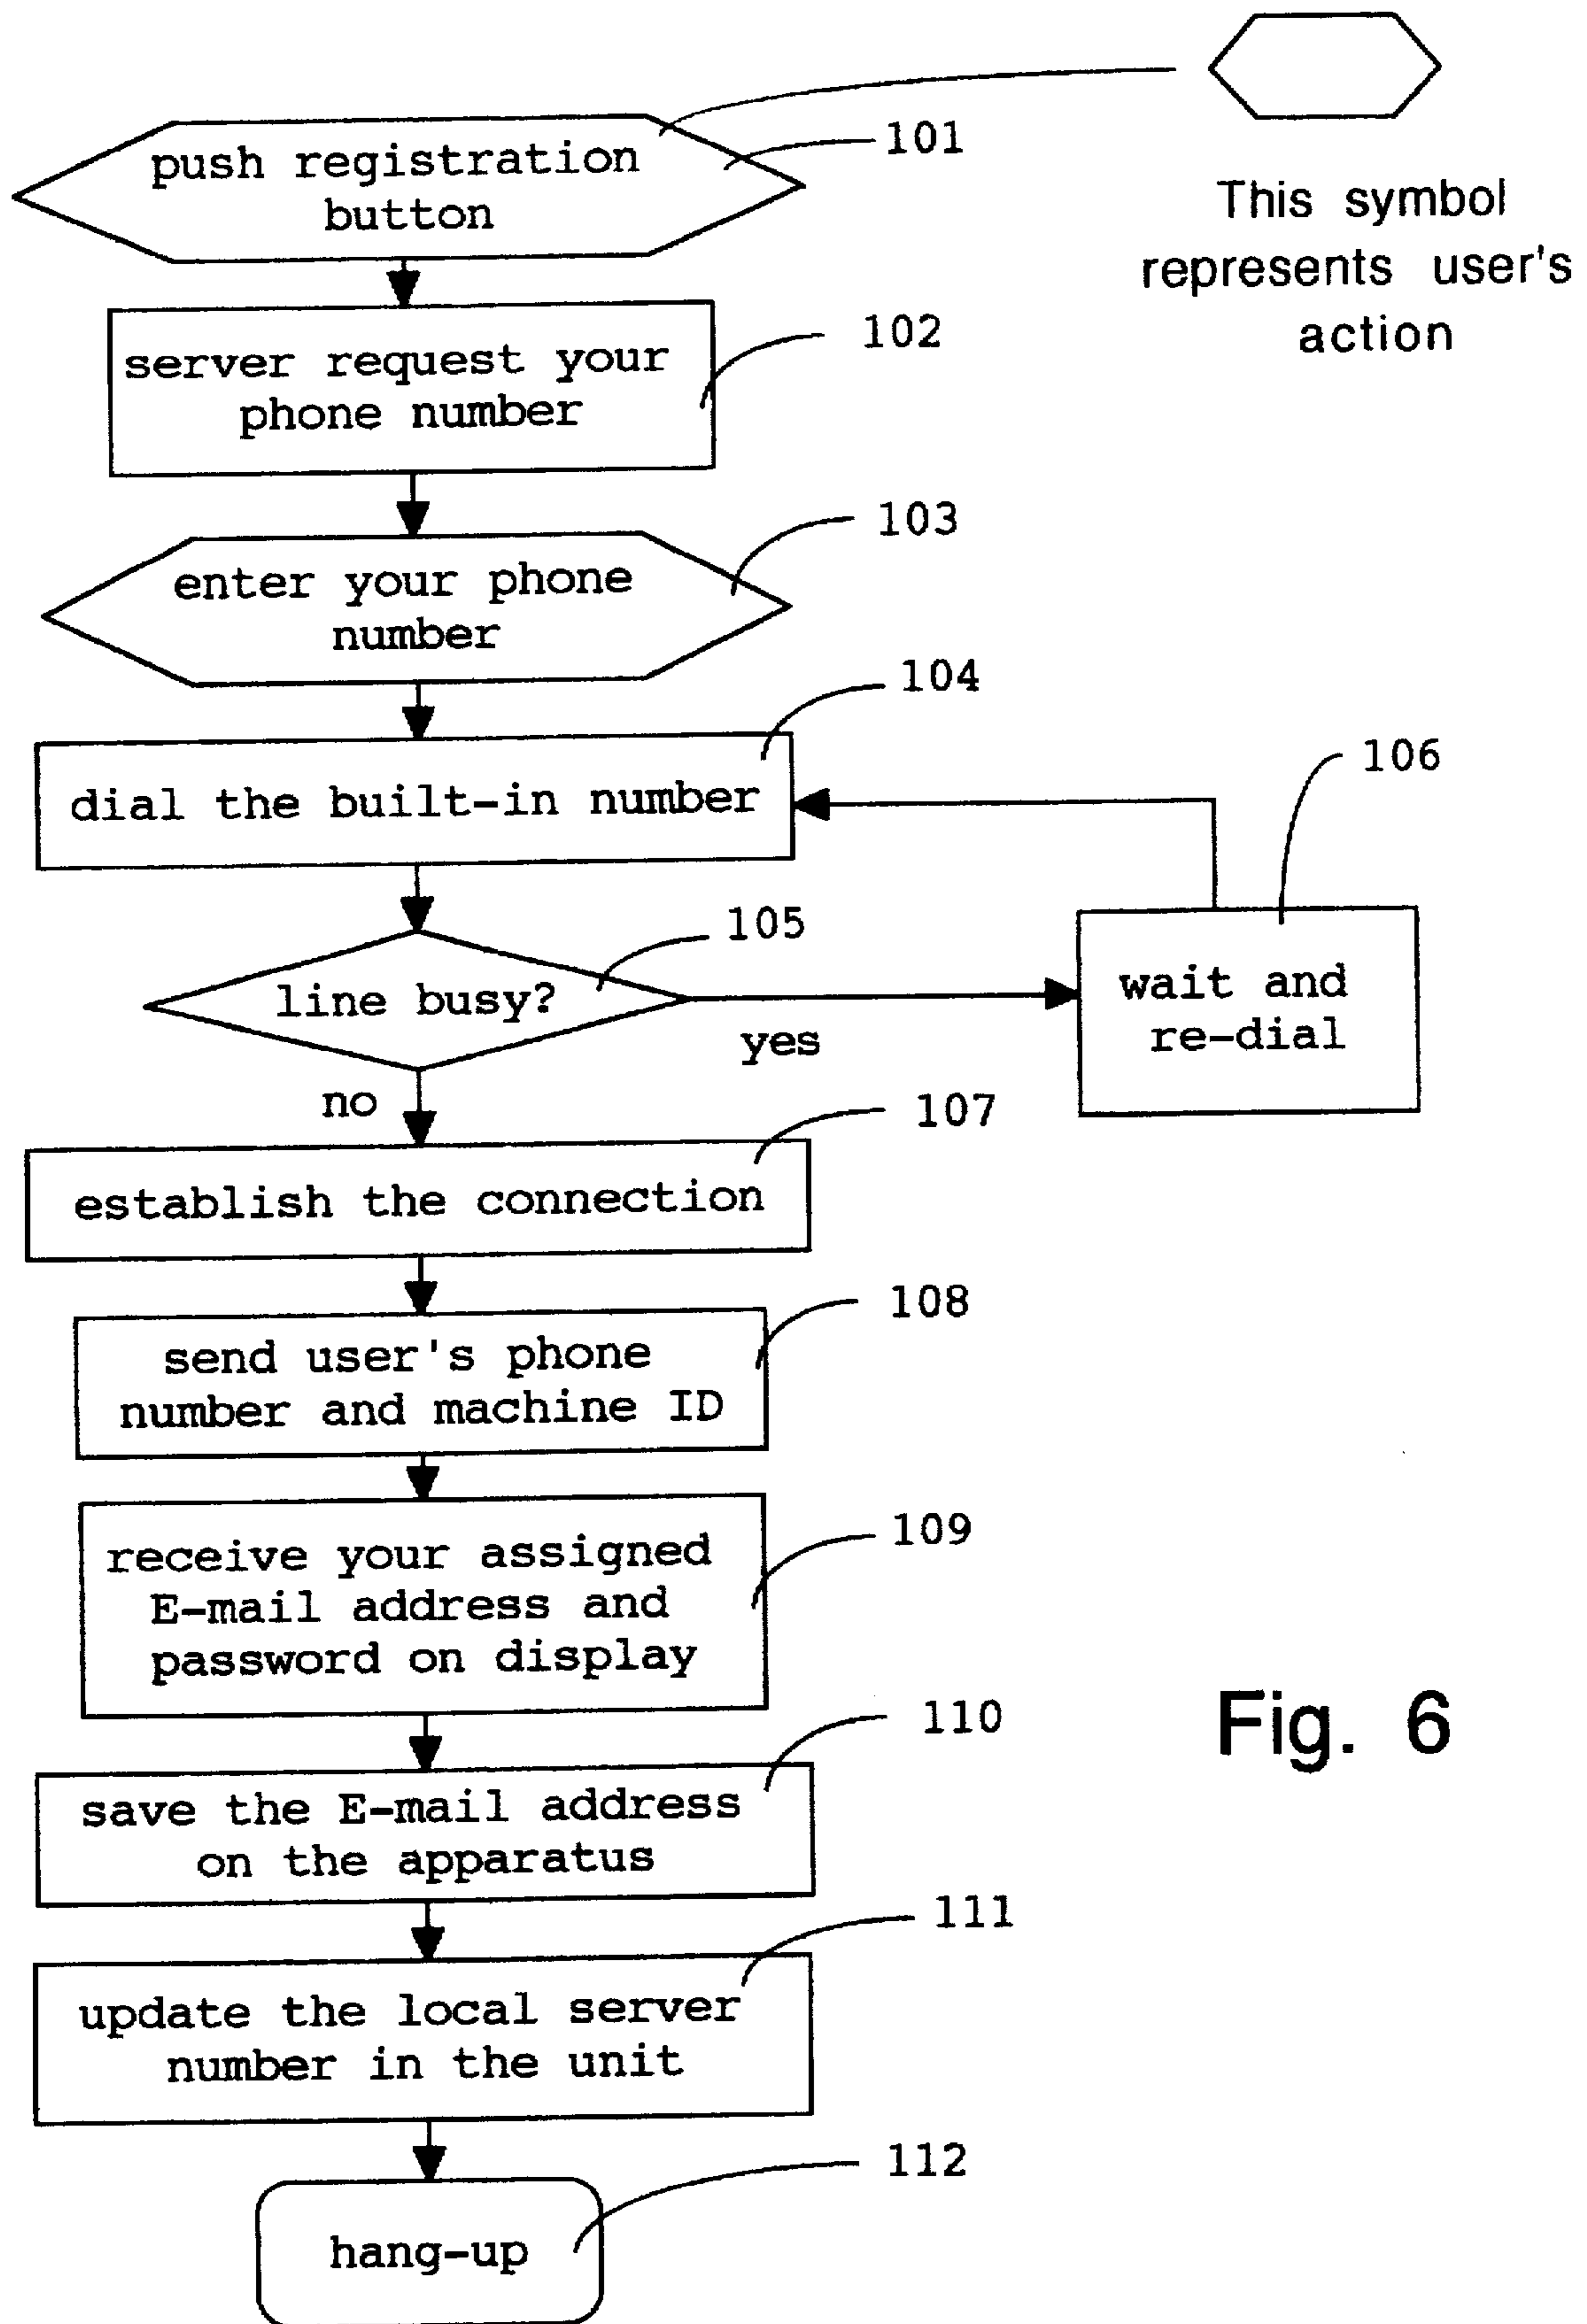 push registration
button
101
This symbol
represents user's
action
server request your
phone number
102
enter your phone
number
103
dial the built-in number
104
line busy?
105
yes
no
wait and
re-dial
106
establish the connection
107
send user's phone
number and machine ID
108
receive your assigned
E-mail address and
password on display
109
save the E-mail address
on the apparatus
110
update the local server
number in the unit
111
hang-up
112
Fig. 6